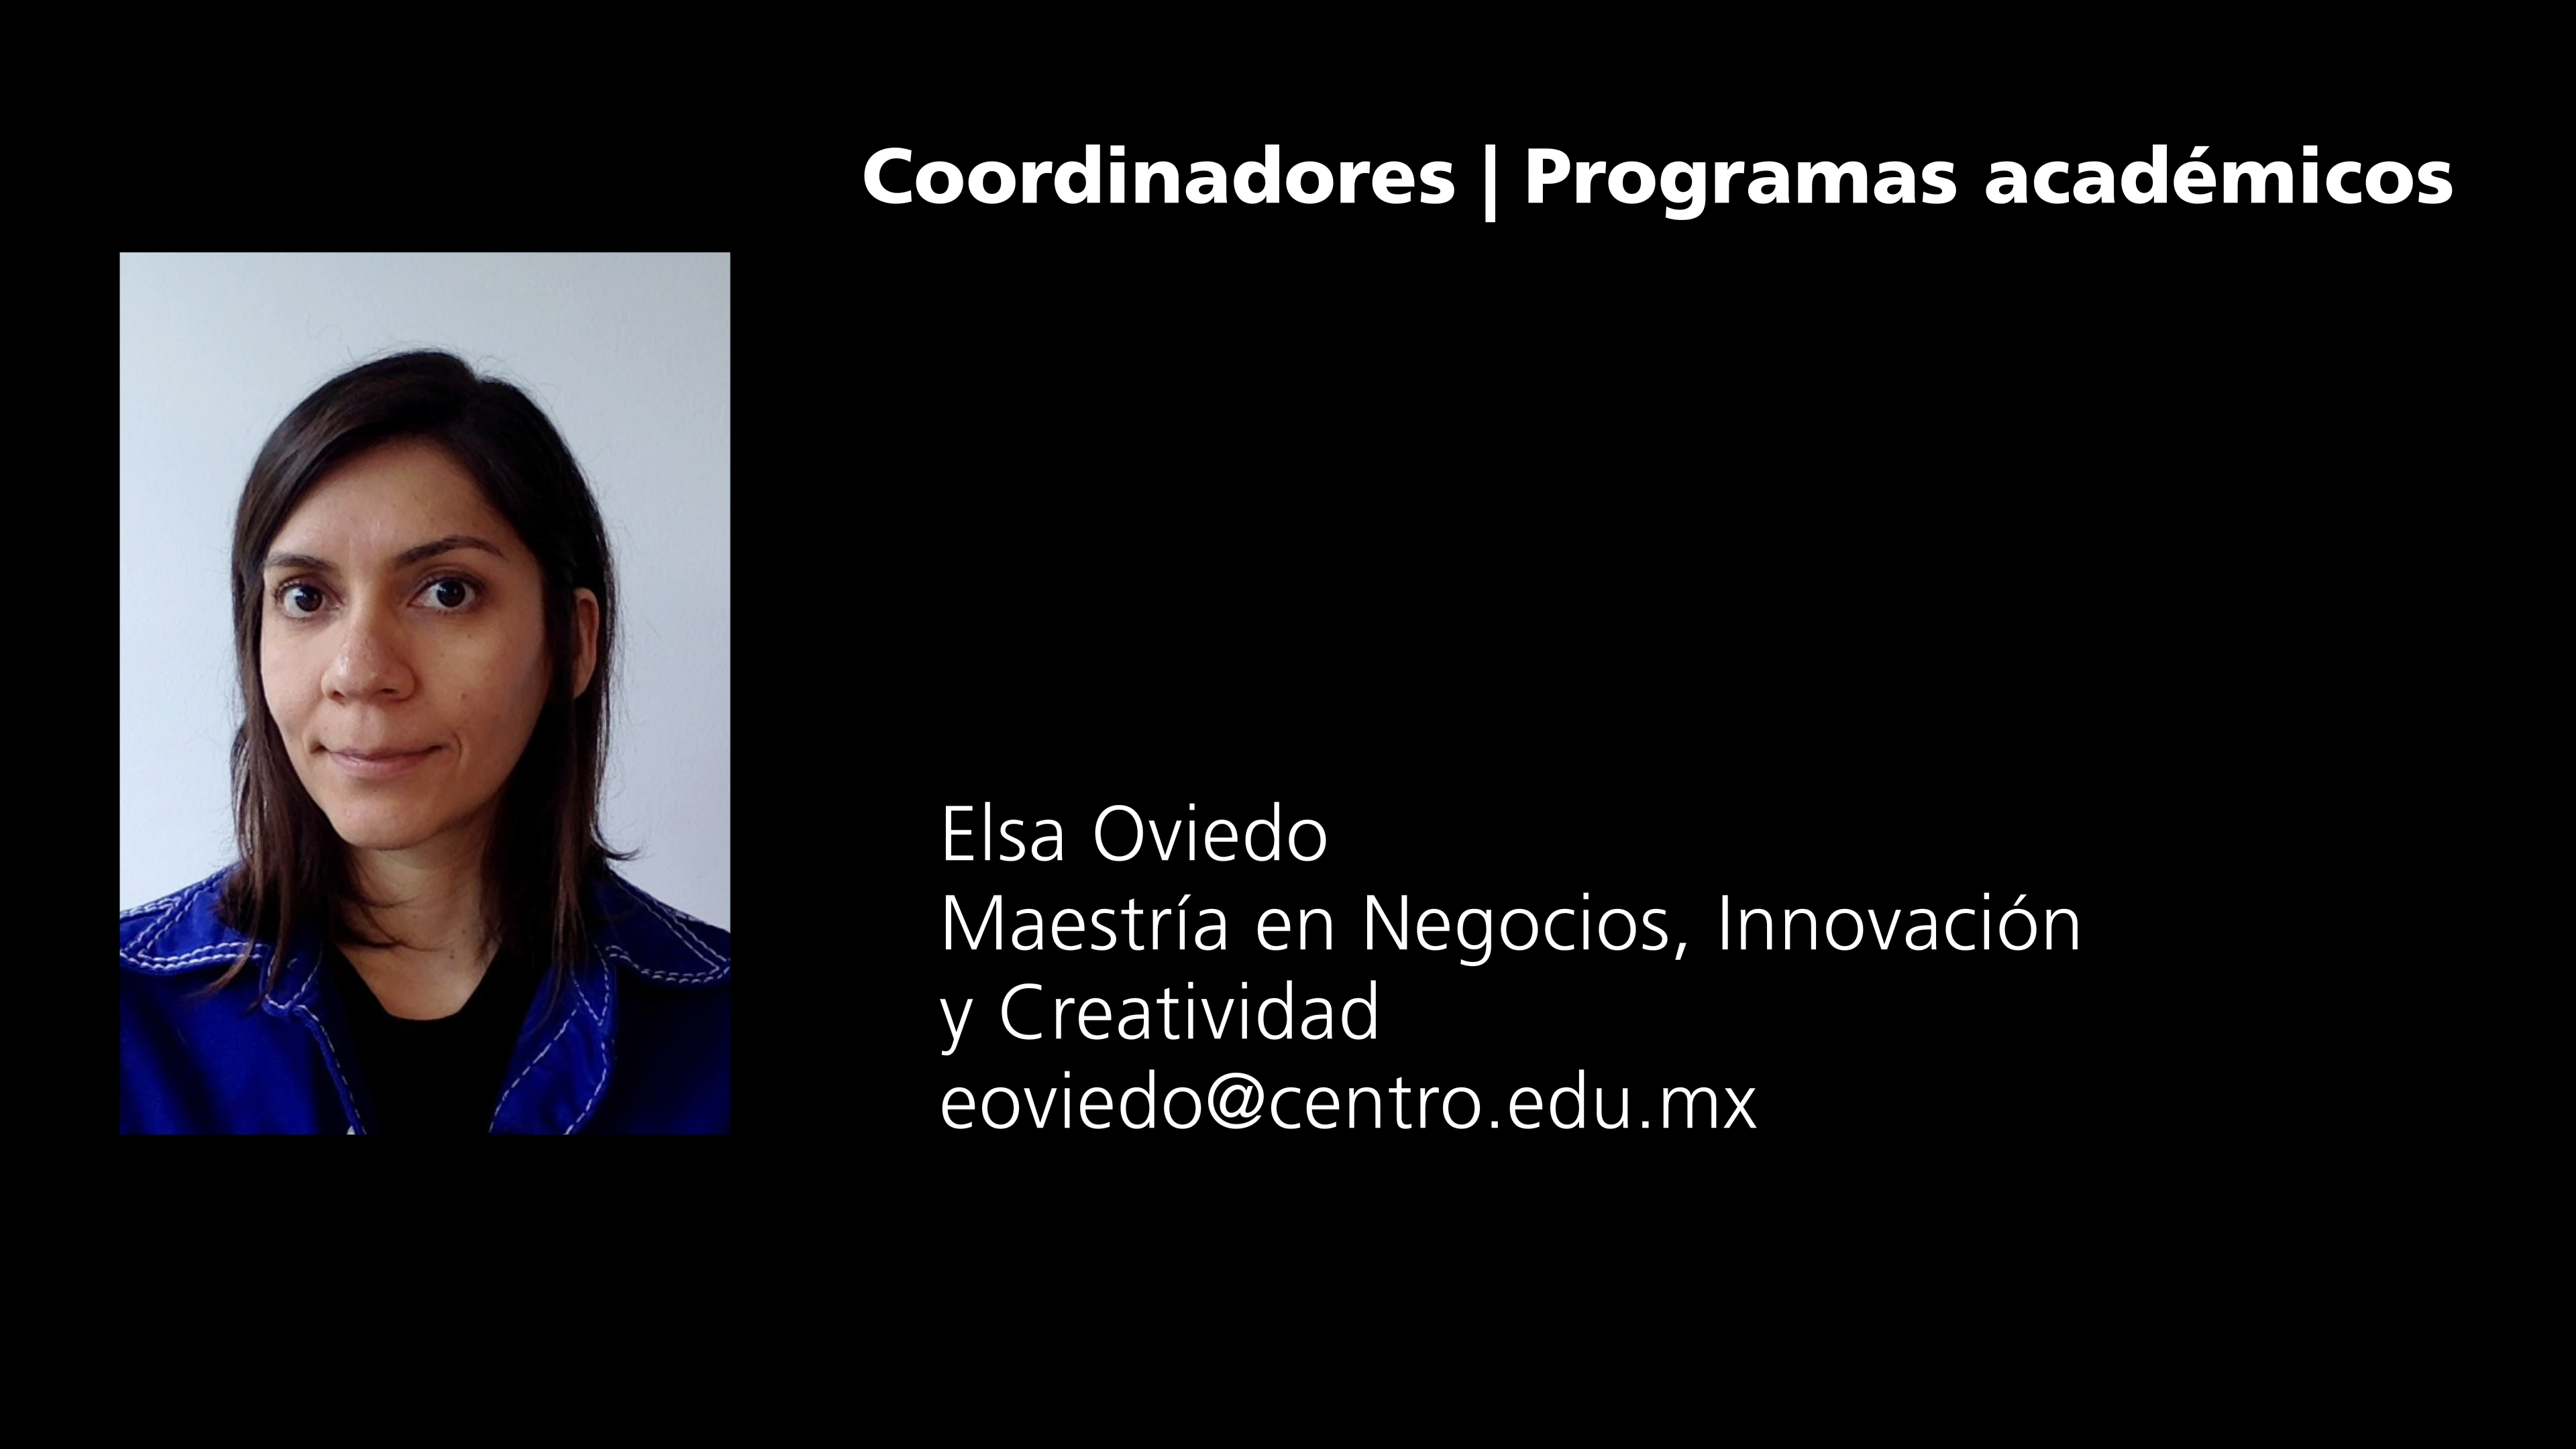 Coordinadores | Programas académicos
Elsa Oviedo
Maestría en Negocios, Innovación
y Creatividad
eoviedo@centro.edu.mx